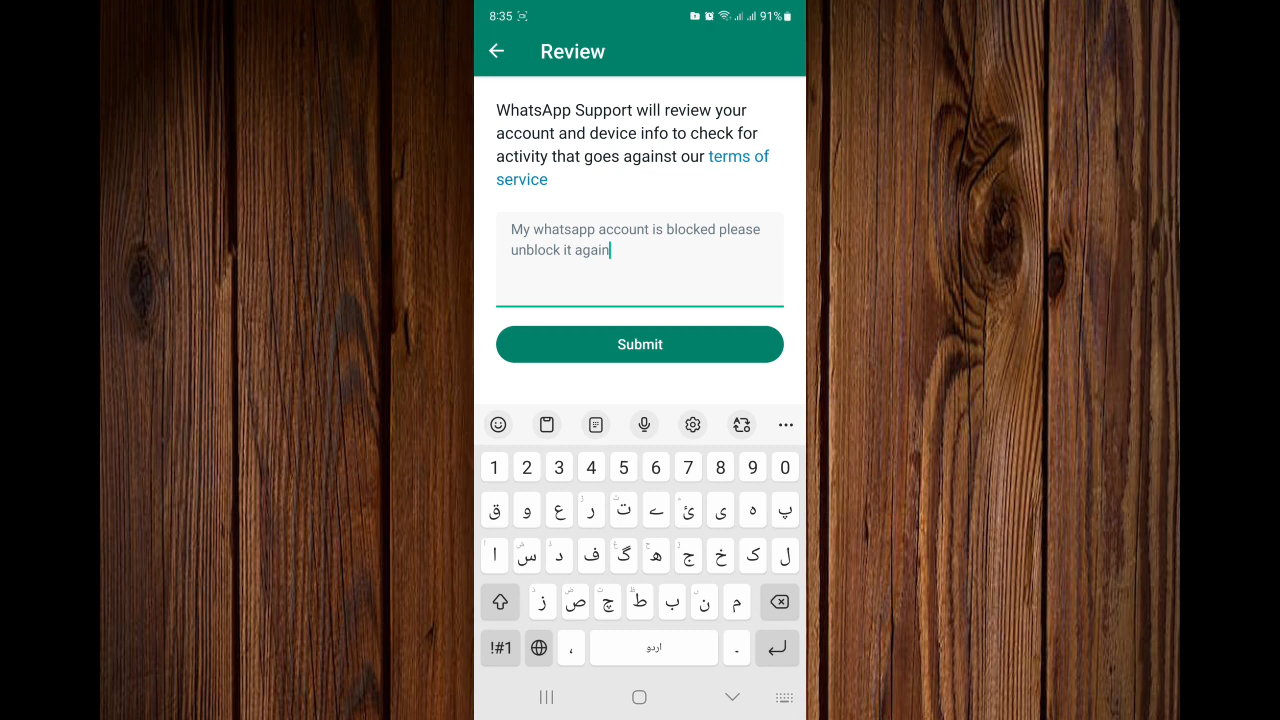 8:35 91%
Review
WhatsApp Support will review your
account and device info to check for
activity that goes against our terms of
service
My whatsapp account is blocked please
unblock it again
Submit
1 2 3 4 5 6 7 8 9 0
ق و ع ر ت ے ئ ی ہ پ
ا س د ف گ ھ ج خ ک ل
ز ص چ ط ب ن م
!#1 ، اردو ۔